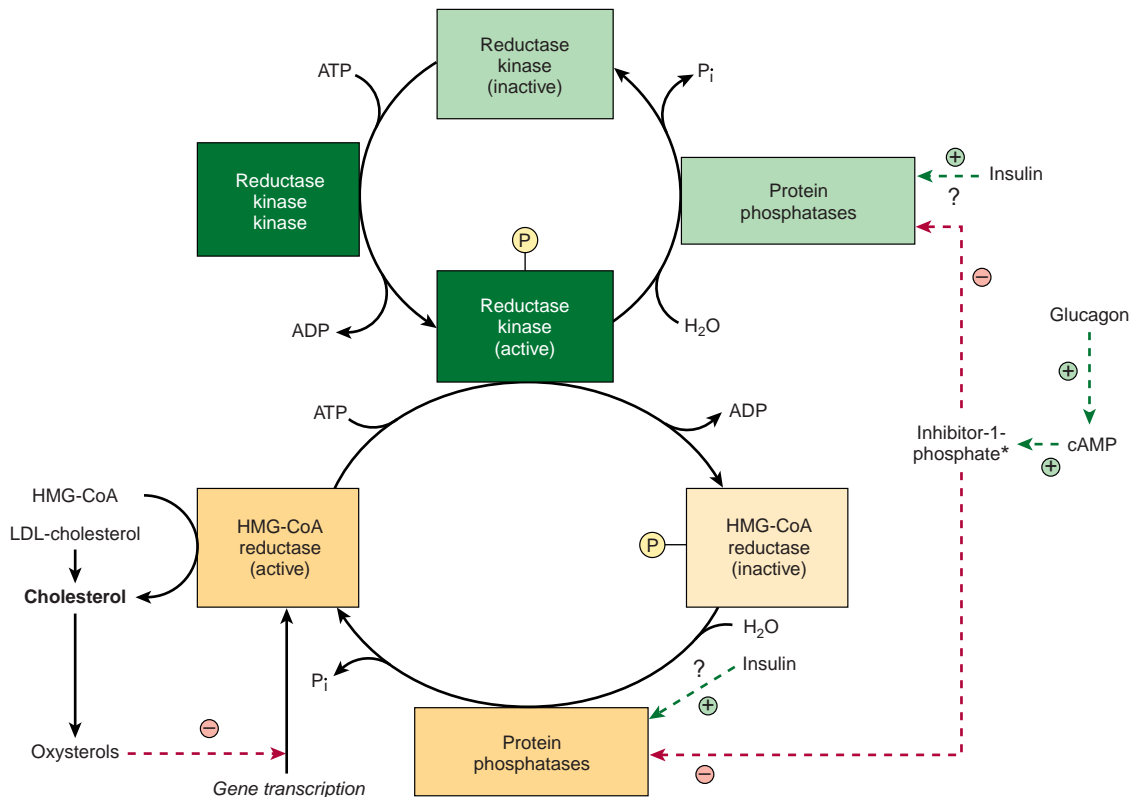 Reductase
kinase
(inactive)
ATP
Pi
Reductase
kinase
kinase
Protein
phosphatases
+
Insulin
?
P
−
Reductase
kinase
(active)
ADP
H2O
Glucagon
+
ATP
ADP
Inhibitor-1-
phosphate*
cAMP
+
HMG-CoA
LDL-cholesterol
Cholesterol
HMG-CoA
reductase
(active)
P
HMG-CoA
reductase
(inactive)
H2O
Pi
?
Insulin
+
Oxysterols
−
Gene transcription
Protein
phosphatases
−